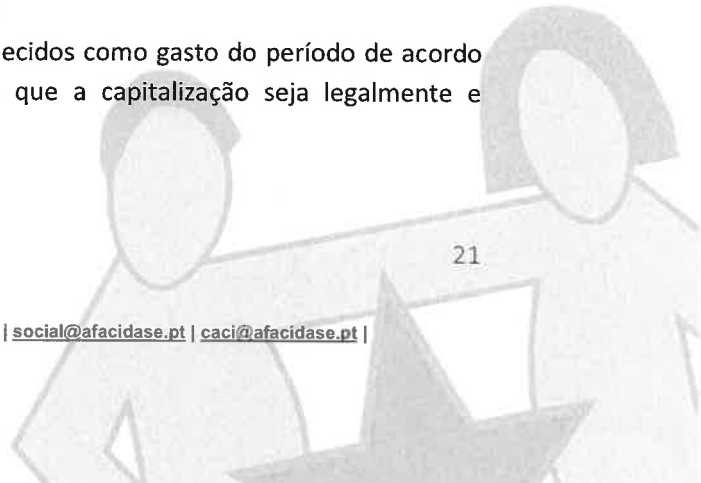 ecidos como gasto do período de acordo
que a capitalização seja legalmente e
21
| social@afacidase.pt | caci@afacidase.pt |